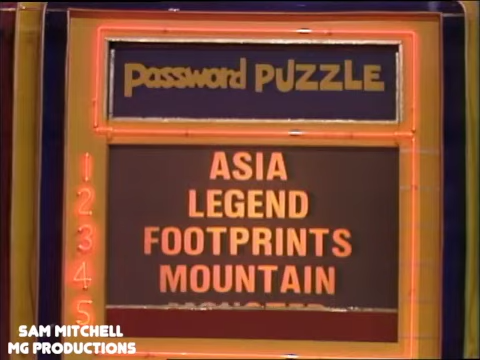 Password PUZZLE
1 ASIA
2 LEGEND
3 FOOTPRINTS
4 MOUNTAIN
5
SAM MITCHELL
MG PRODUCTIONS